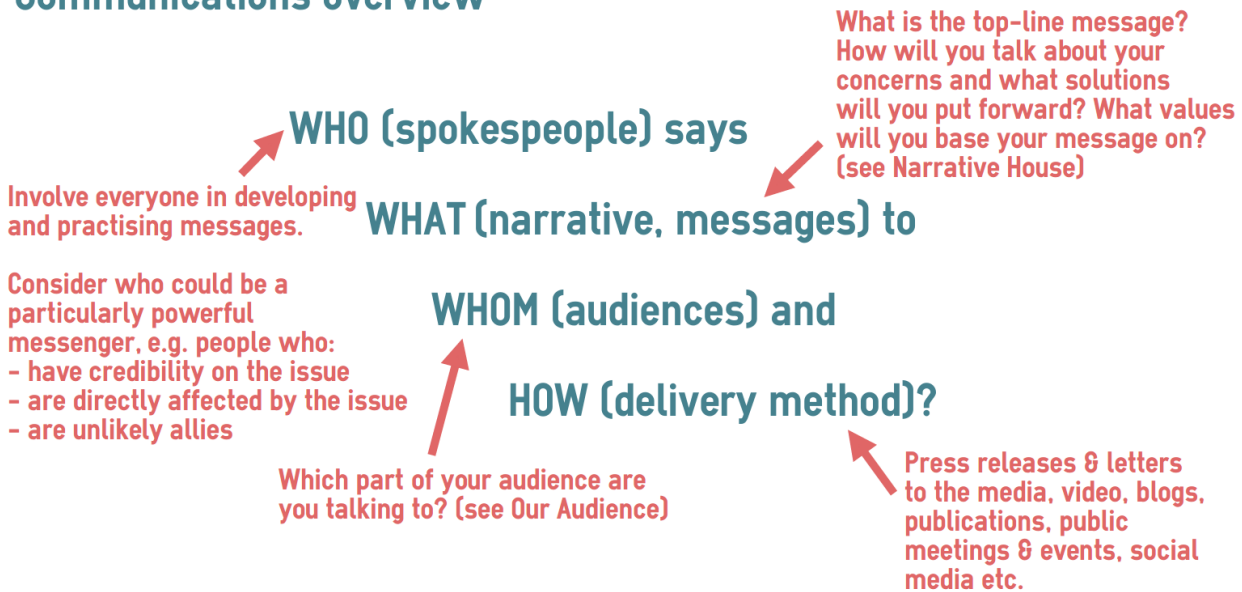 Communications overview
What is the top-line message?
How will you talk about your
concerns and what solutions
will you put forward? What values
will you base your message on?
(see Narrative House)
WHO (spokespeople) says
Involve everyone in developing
and practising messages.
WHAT (narrative, messages) to
Consider who could be a
particularly powerful
messenger, e.g. people who:
- have credibility on the issue
- are directly affected by the issue
- are unlikely allies
WHOM (audiences) and
HOW (delivery method)?
Which part of your audience are
you talking to? (see Our Audience)
Press releases & letters
to the media, video, blogs,
publications, public
meetings & events, social
media etc.